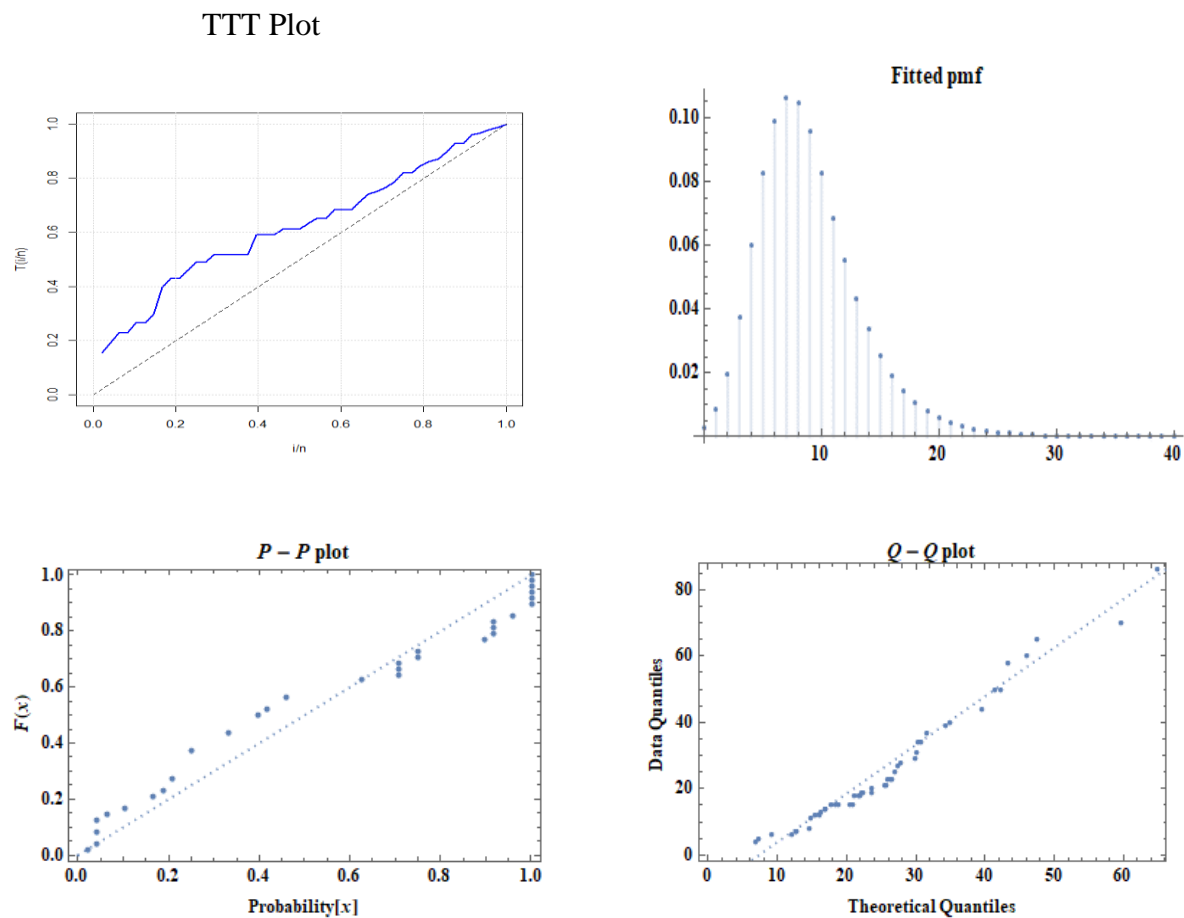 TTT Plot
1.0
0.8
0.6
0.4
0.2
0.0
T(i/n)
0.0 0.2 0.4 0.6 0.8 1.0
i/n
Fitted pmf
0.10
0.08
0.06
0.04
0.02
10 20 30 40
P – P plot
1.0
0.8
0.6
0.4
0.2
0.0
F(x)
0.0 0.2 0.4 0.6 0.8 1.0
Probability[x]
Q – Q plot
80
60
40
20
0
Data Quantiles
0 10 20 30 40 50 60
Theoretical Quantiles